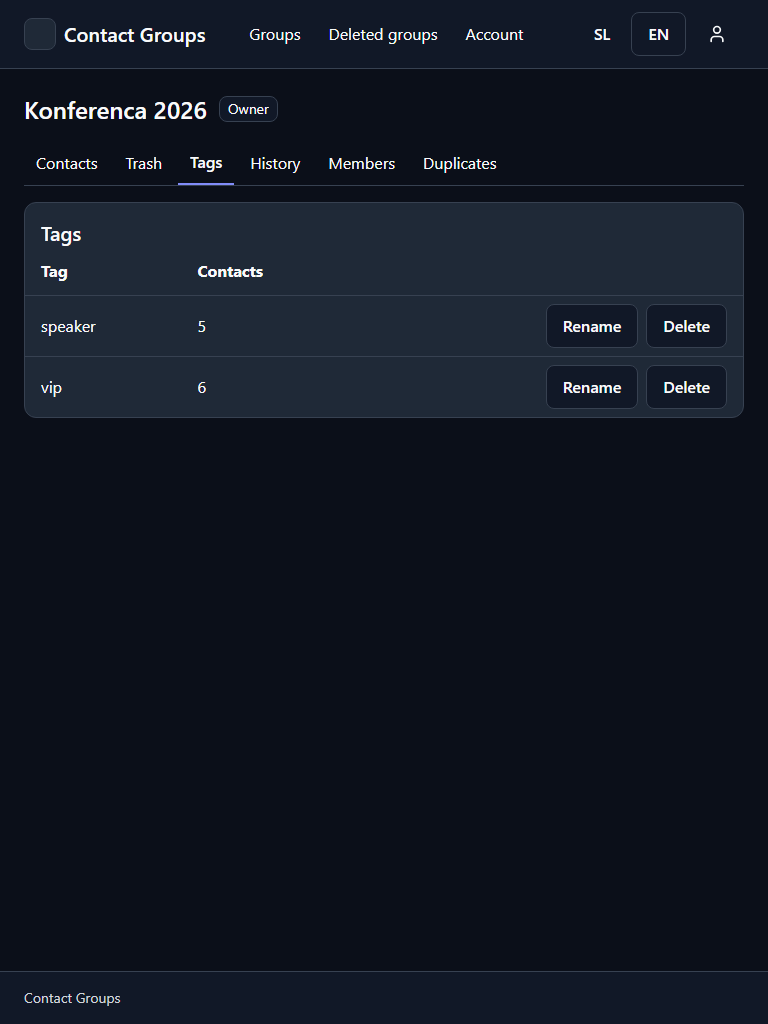 Contact Groups Groups Deleted groups Account SL EN
Konferenca 2026 Owner
Contacts Trash Tags History Members Duplicates
Tags
Tag Contacts
speaker 5 Rename Delete
vip 6 Rename Delete
Contact Groups